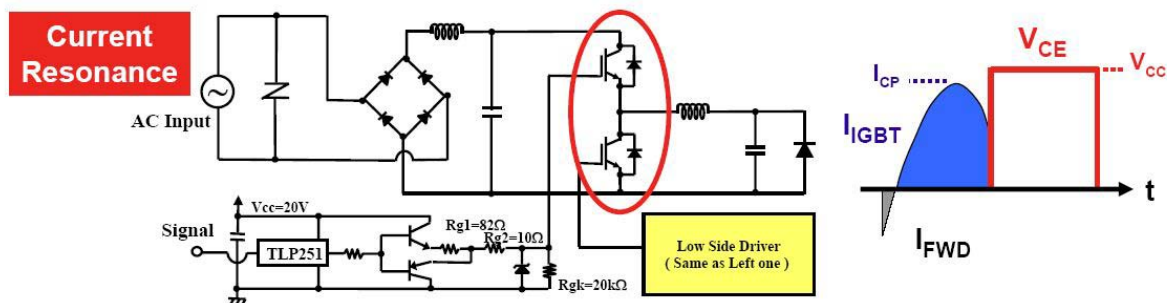 Current
Resonance
AC Input
Vcc=20V
Signal
TLP251
Rg1=82Ω
Rg2=10Ω
Rgk=20kΩ
Low Side Driver
( Same as Left one )
VCE
VCC
ICP
IIGBT
t
IFWD